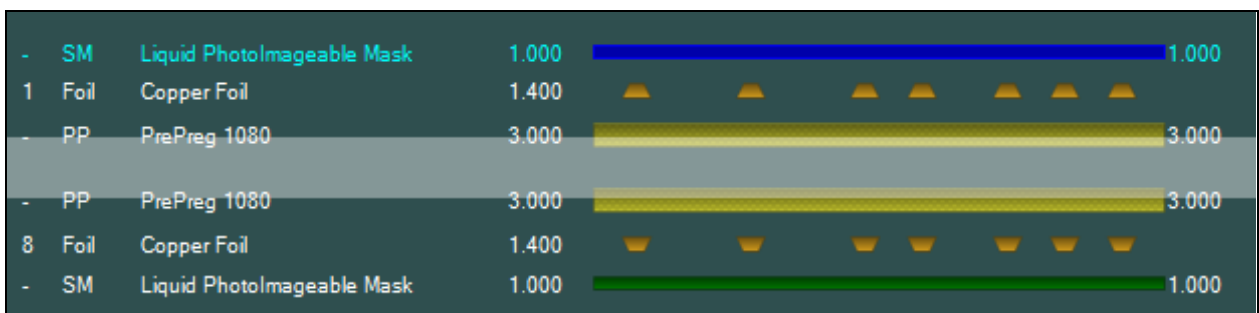 - SM Liquid PhotoImageable Mask 1.000 1.000
1 Foil Copper Foil 1.400
- PP PrePreg 1080 3.000 3.000
- PP PrePreg 1080 3.000 3.000
8 Foil Copper Foil 1.400
- SM Liquid PhotoImageable Mask 1.000 1.000